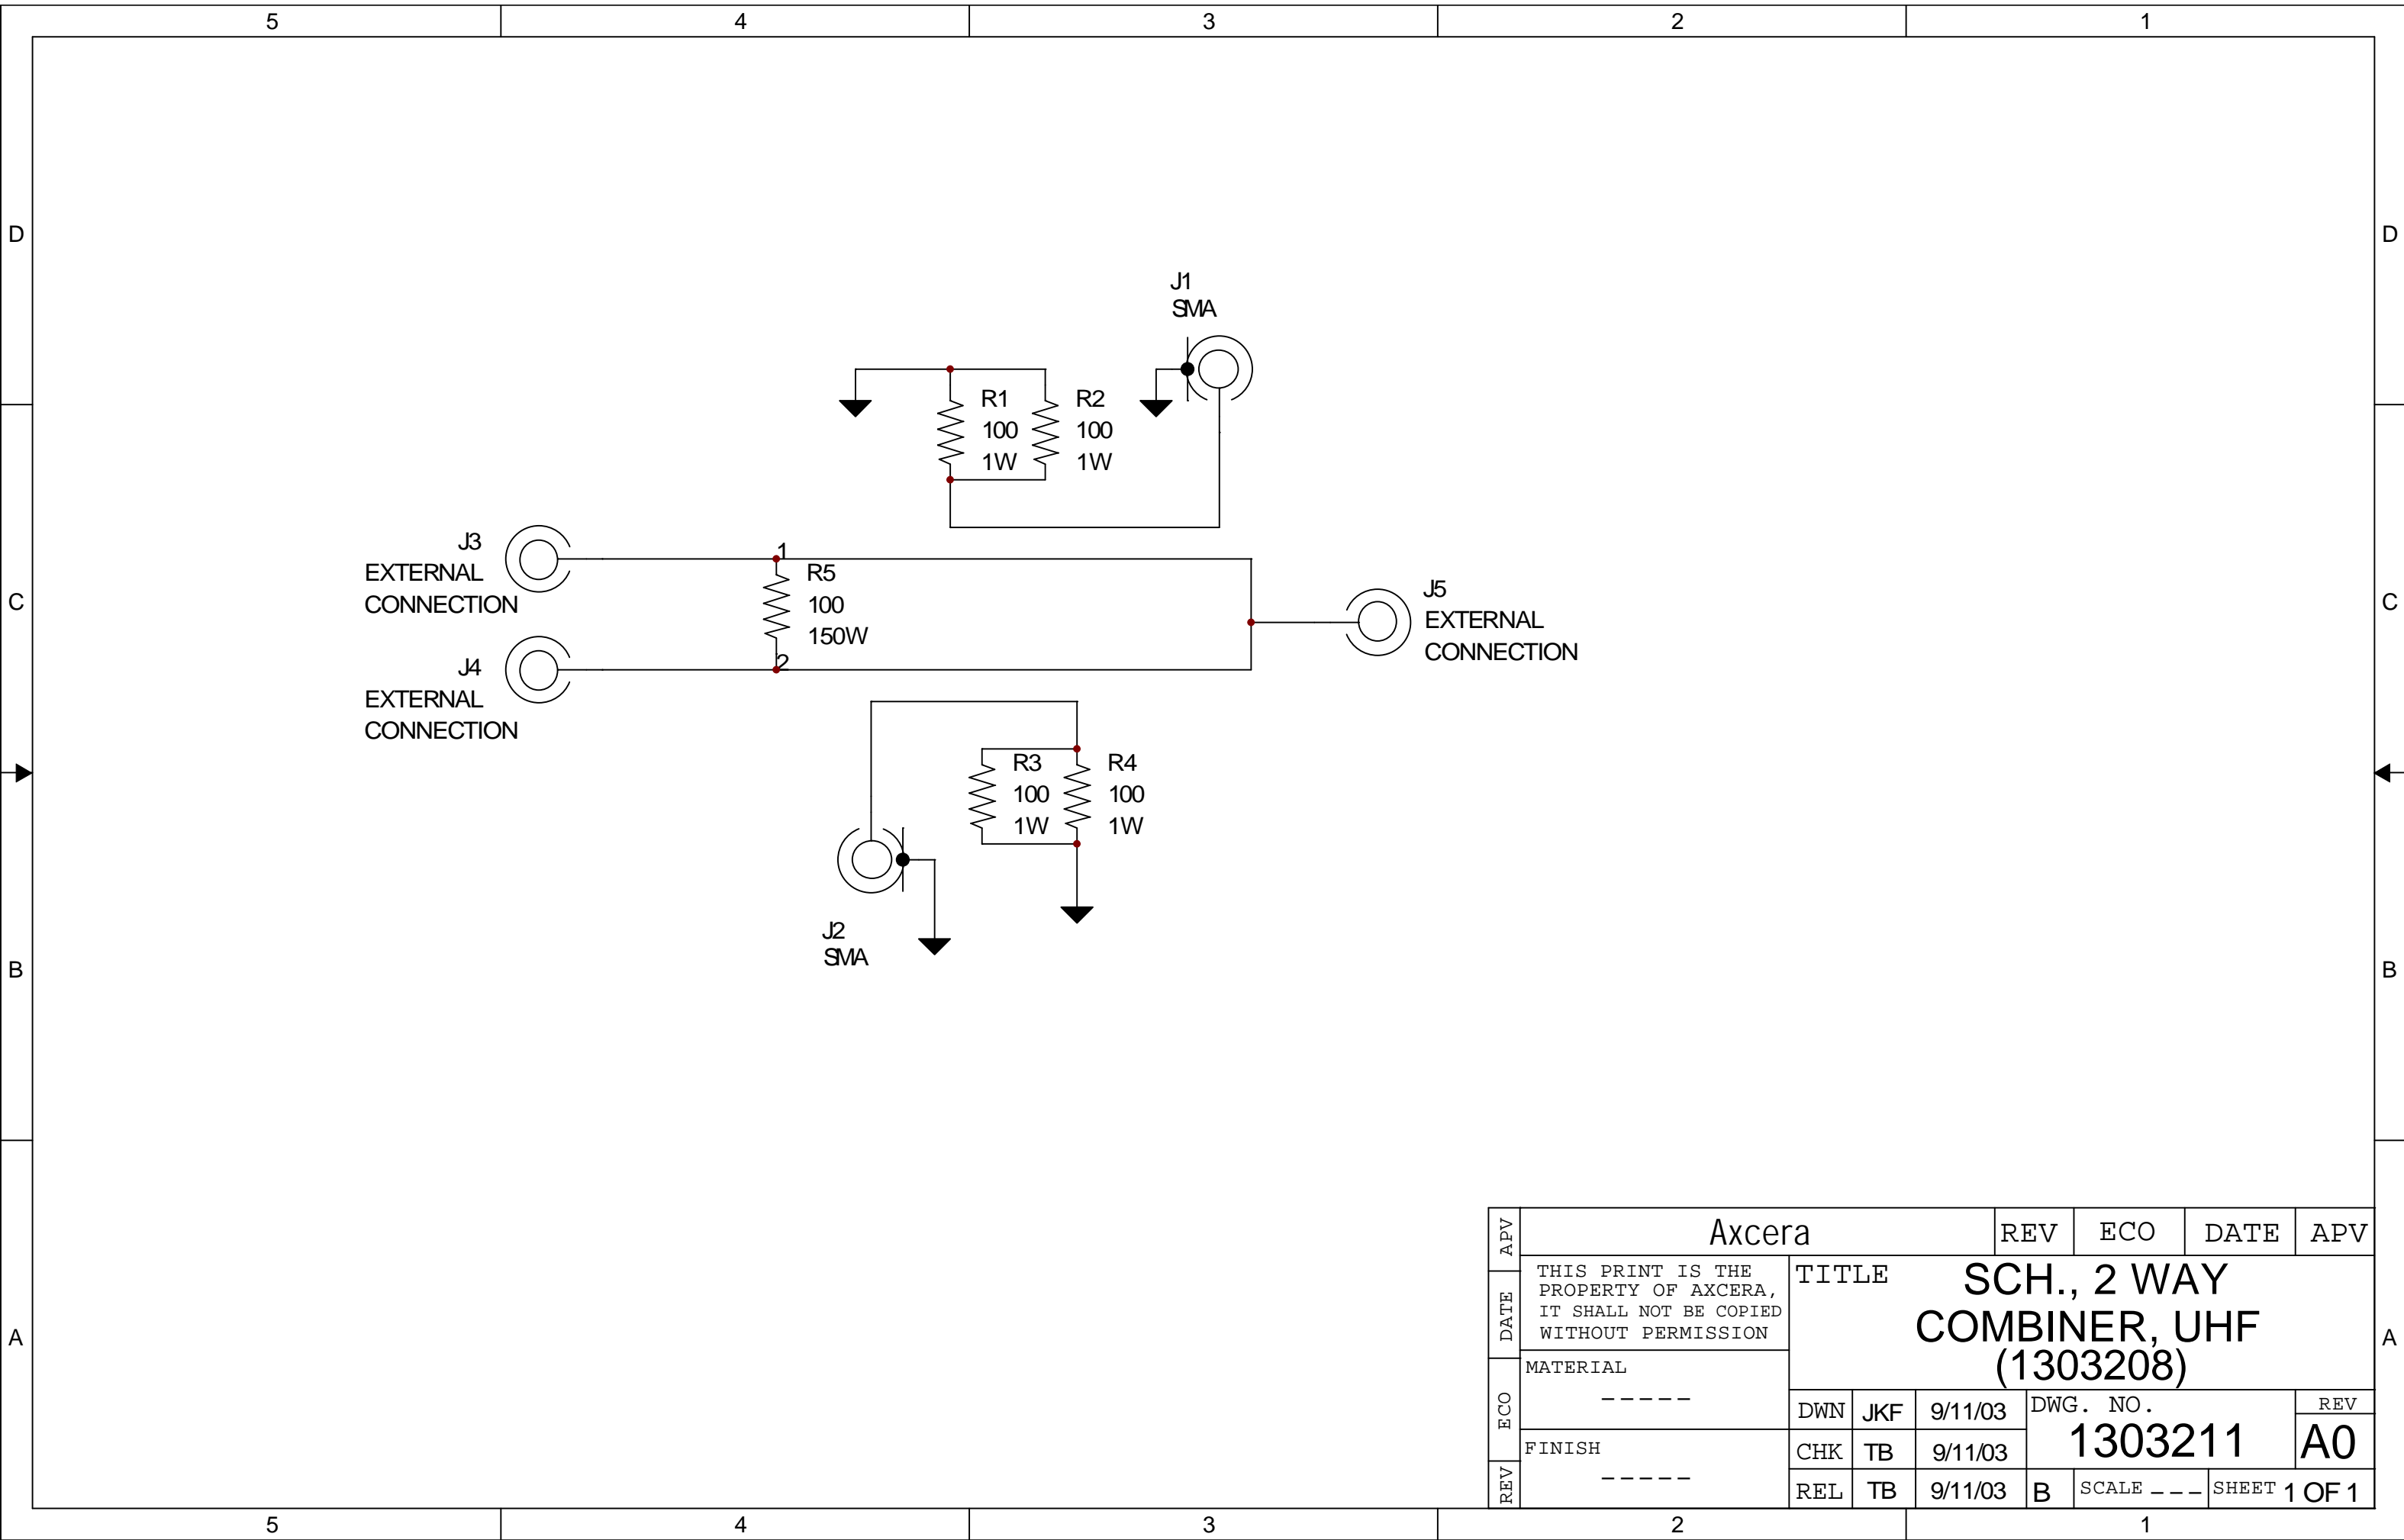 5 4 3 2 1
D D
J1
SMA
R1
100
1W
R2
100
1W
J3
EXTERNAL
CONNECTION
1
R5
100
150W
2
J4
EXTERNAL
CONNECTION
C C
J5
EXTERNAL
CONNECTION
R3
100
1W
R4
100
1W
J2
SMA
B B
A A
APV
DATE
ECO
REV
Axcera
REV ECO DATE APV
THIS PRINT IS THE
PROPERTY OF AXCERA,
IT SHALL NOT BE COPIED
WITHOUT PERMISSION
TITLE
SCH., 2 WAY
COMBINER, UHF
(1303208)
MATERIAL
-----
FINISH
-----
DWN JKF 9/11/03
CHK TB 9/11/03
REL TB 9/11/03
DWG. NO.
1303211
REV
A0
B SCALE --- SHEET 1 OF 1
5 4 3 2 1